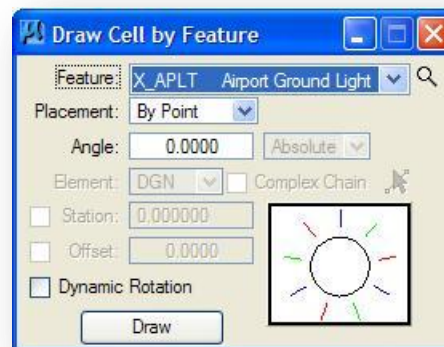 Draw Cell by Feature
Feature: X_APLT Airport Ground Light
Placement: By Point
Angle: 0.0000 Absolute
Element: DGN Complex Chain
Station: 0.000000
Offset: 0.0000
Dynamic Rotation
Draw